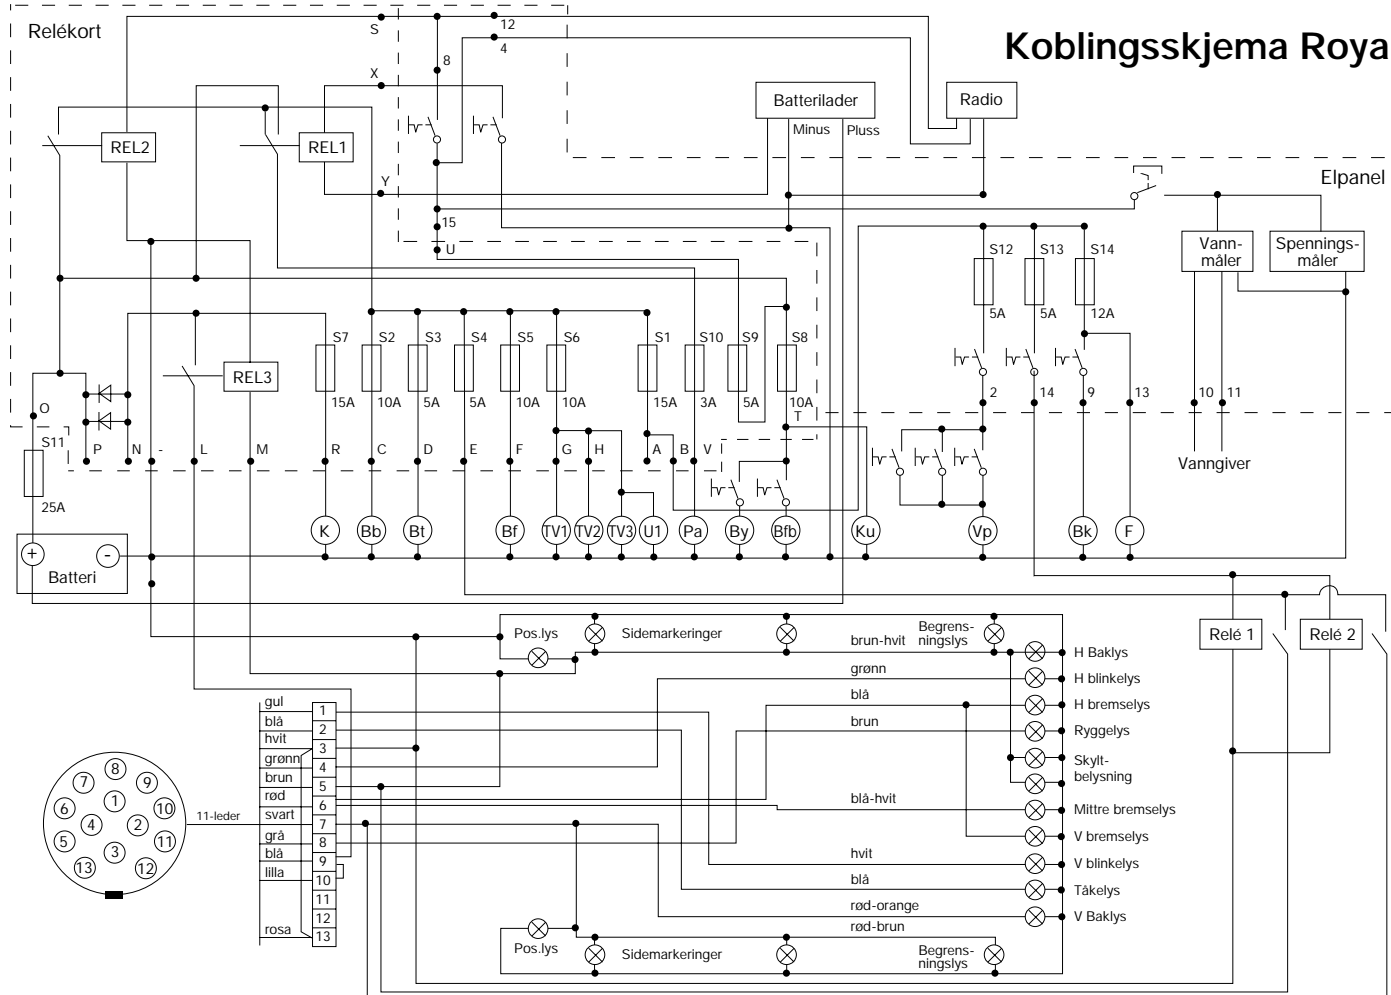 Koblingsskjema Roya
Relékort
S
12
4
8
X
Batterilader
Radio
Minus
Pluss
REL2
REL1
Y
Elpanel
15
U
S12
S13
S14
Vann-
måler
Spennings-
måler
5A
5A
12A
S7
S2
S3
S4
S5
S6
S1
S10
S9
S8
REL3
15A
10A
5A
5A
10A
10A
15A
3A
5A
10A
2
14
9
13
10
11
O
T
S11
P
N
-
L
M
R
C
D
E
F
G
H
A
B
V
Vanngiver
25A
K
Bb
Bt
Bf
TV1
TV2
TV3
U1
Pa
By
Bfb
Ku
Vp
Bk
F
+
-
Batteri
Pos.lys
Sidemarkeringer
Begrens-
ningslys
brun-hvit
H Baklys
Relé 1
Relé 2
grønn
H blinkelys
blå
H bremselys
brun
Ryggelys
Skylt-
belysning
blå-hvit
Mittre bremselys
V bremselys
hvit
V blinkelys
blå
Tåkelys
rød-orange
V Baklys
rød-brun
gul
1
blå
2
hvit
3
grønn
4
brun
5
rød
6
svart
7
grå
8
blå
9
lilla
10
11
12
rosa
13
11-leder
8
7
9
1
6
10
4
2
5
11
3
13
12
Pos.lys
Sidemarkeringer
Begrens-
ningslys